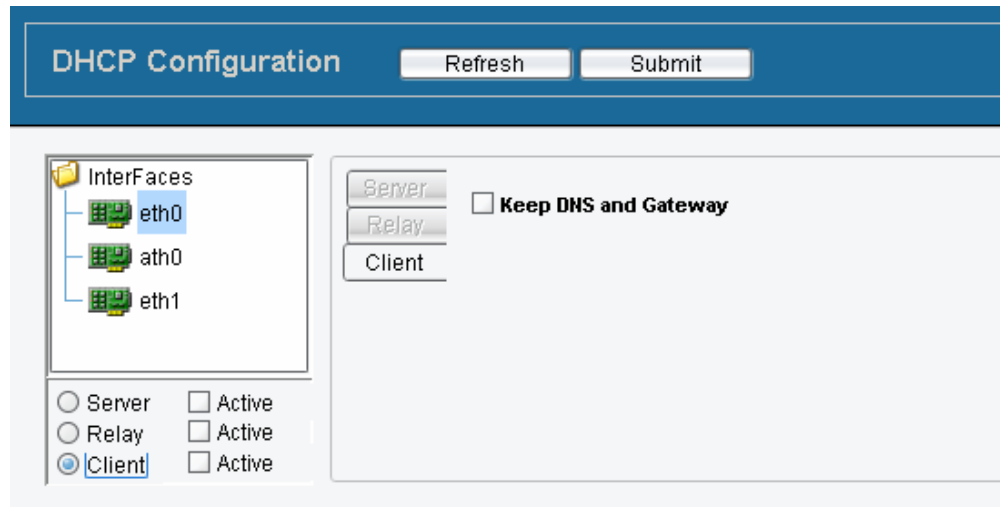 DHCP Configuration Refresh Submit
InterFaces
eth0
ath0
eth1
Server Active
Relay Active
Client Active
Server
Relay
Client
Keep DNS and Gateway